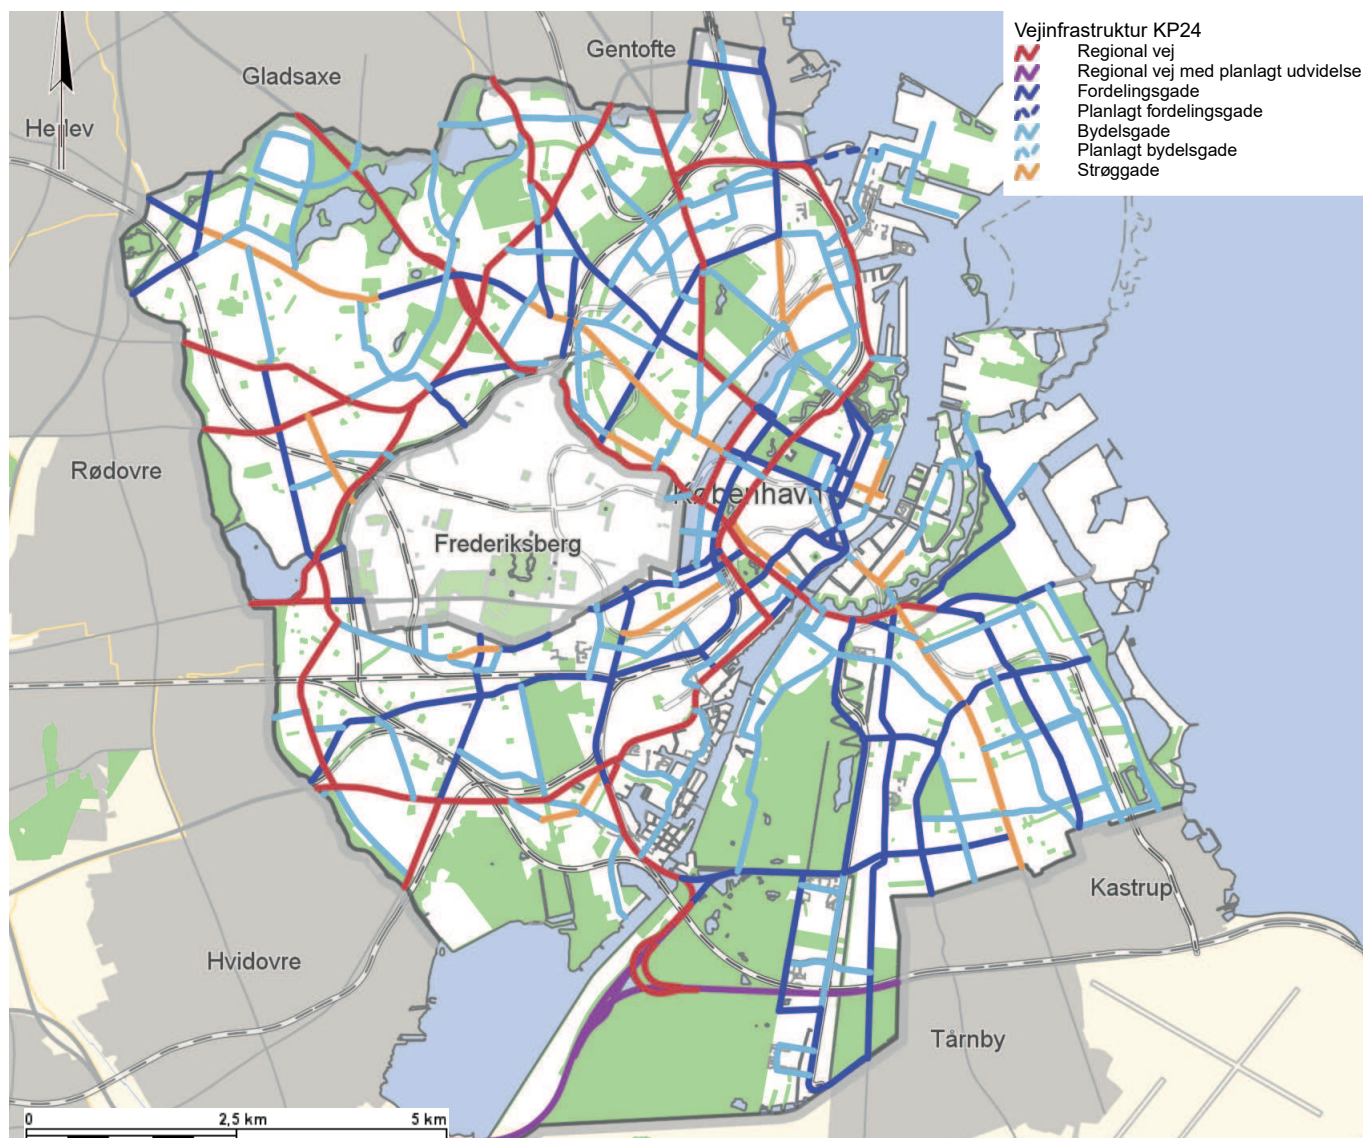 Vejinfrastruktur KP24
Regional vej
Regional vej med planlagt udvidelse
Fordelingsgade
Planlagt fordelingsgade
Bydelsgade
Planlagt bydelsgade
Strøggade
Gentofte
Gladsaxe
Herlev
Rødovre
København
Frederiksberg
Kastrup
Hvidovre
Tårnby
0 2,5 km 5 km